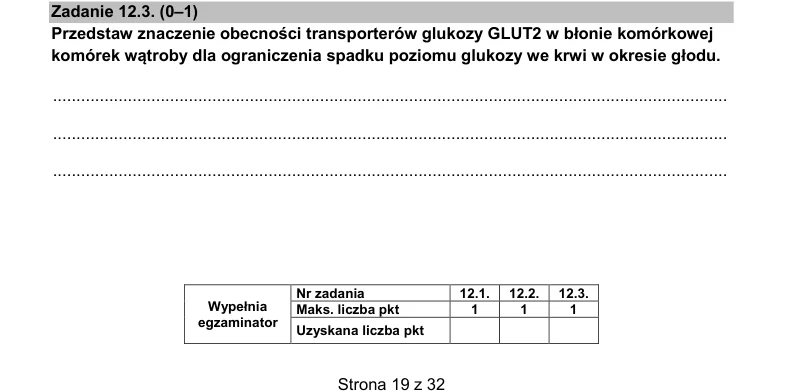 Zadanie 12.3. (0–1)
Przedstaw znaczenie obecności transporterów glukozy GLUT2 w błonie komórkowej
komórek wątroby dla ograniczenia spadku poziomu glukozy we krwi w okresie głodu.
Wypełnia egzaminator
Nr zadania 12.1. 12.2. 12.3.
Maks. liczba pkt 1 1 1
Uzyskana liczba pkt
Strona 19 z 32